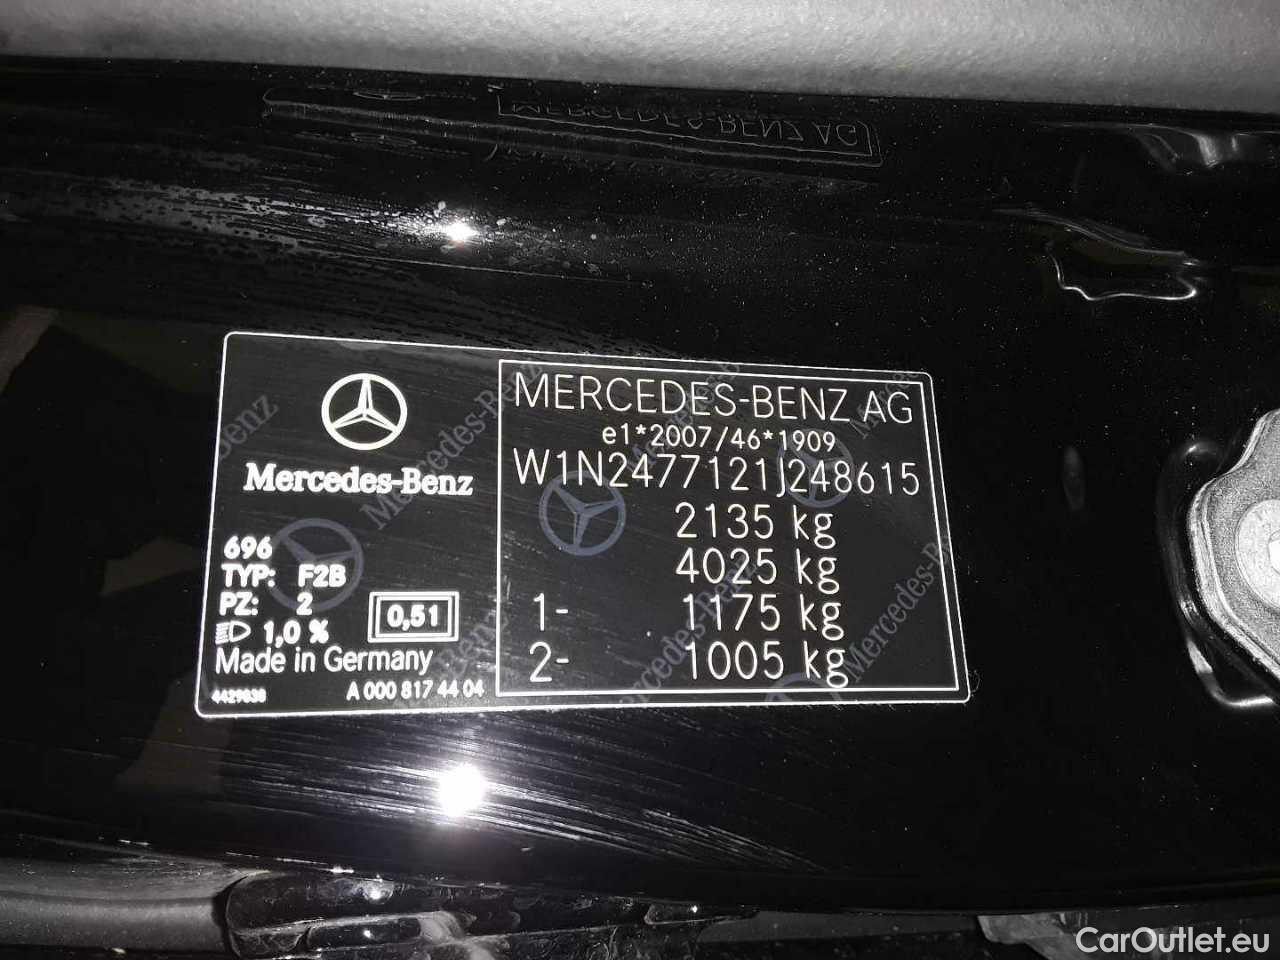 MERCEDES-BENZ AG
Mercedes-Benz
696
TYP: F2B
PZ: 2
0,51
1,0 %
Made in Germany
4429838
A 000 817 44 04
MERCEDES-BENZ AG
e1*2007/46*1909
W1N2477121J248615
2135 kg
4025 kg
1- 1175 kg
2- 1005 kg
CarOutlet.eu